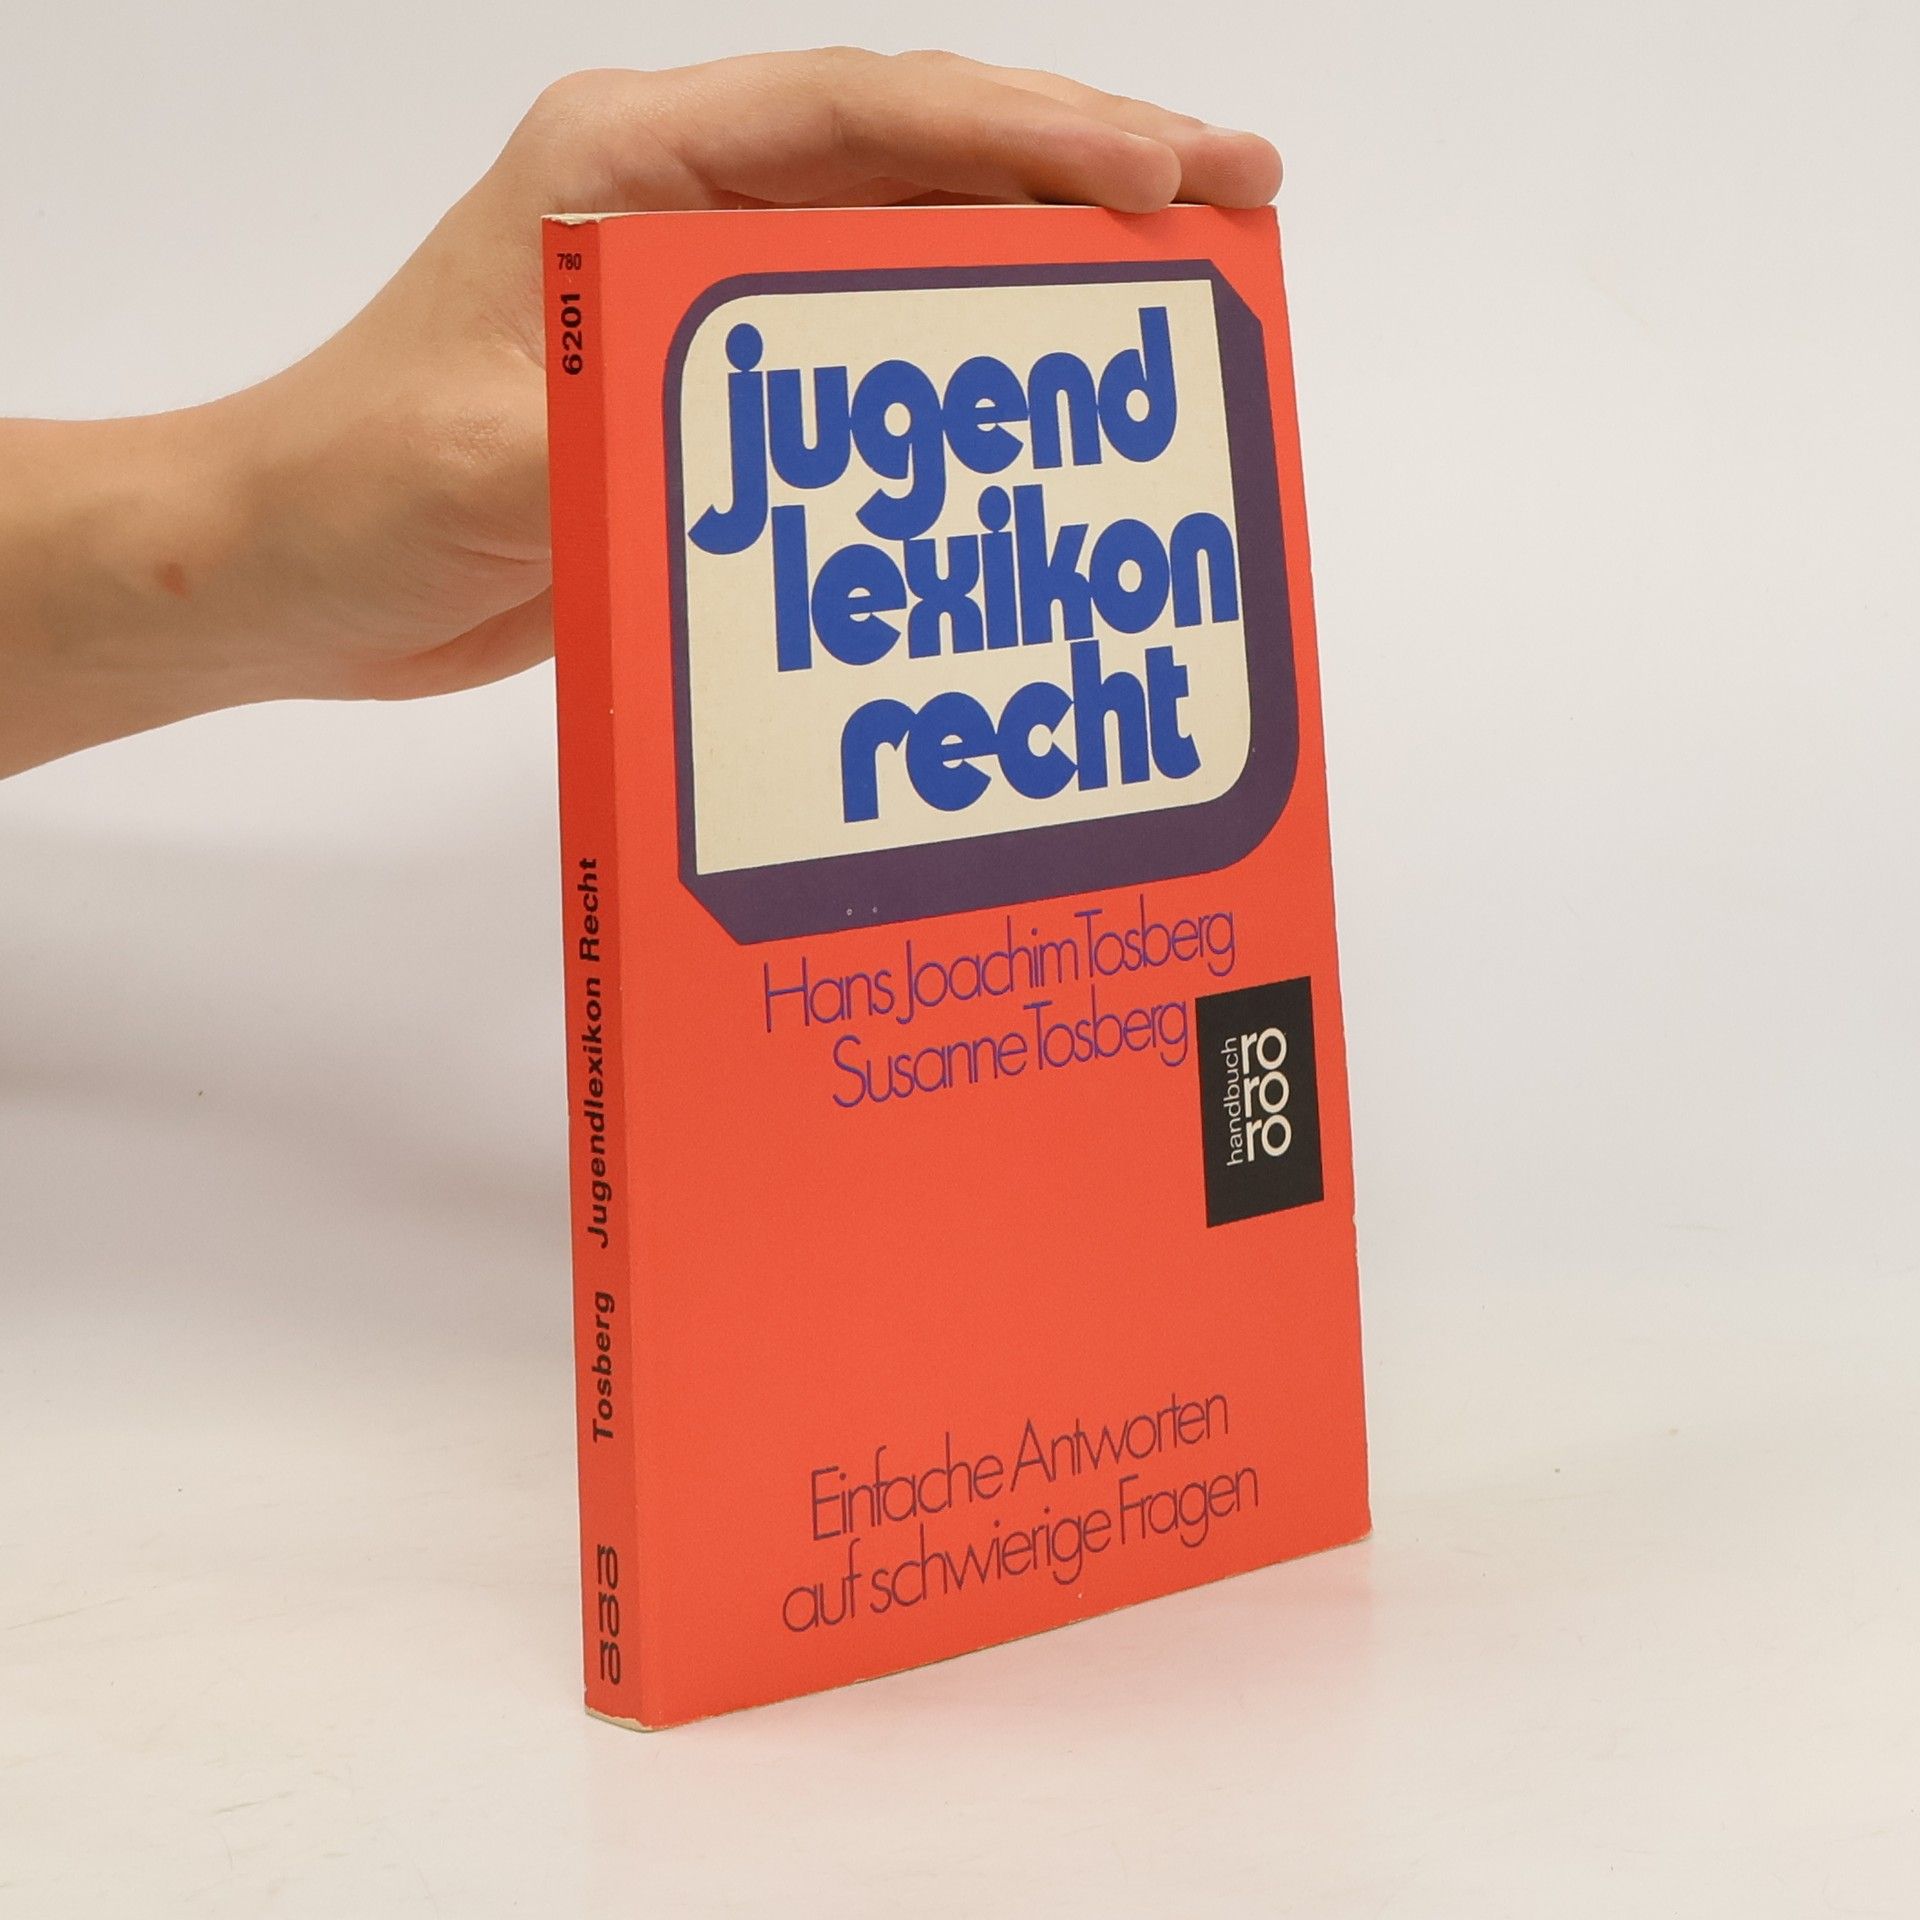 780
6201
Tosberg Jugendlexikon Recht
ro
ro
ro
jugend
lexikon
recht
Hans Joachim Tosberg
Susanne Tosberg
handbuch
ro
ro
ro
Einfache Antworten
auf schwierige Fragen